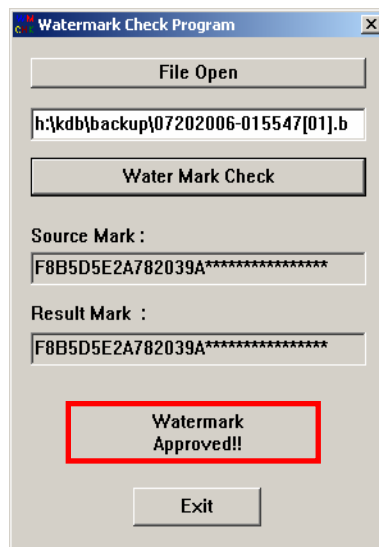 Watermark Check Program
File Open
h:\kdb\backup\07202006-015547[01].b
Water Mark Check
Source Mark :
F8B5D5E2A782039A****************
Result Mark :
F8B5D5E2A782039A****************
Watermark
Approved!!
Exit